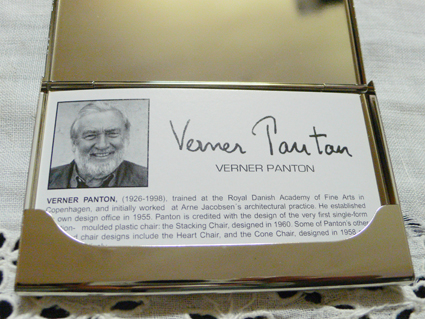 Verner Panton
VERNER PANTON
VERNER PANTON, (1926-1998), trained at the Royal Danish Academy of Fine Arts in
Copenhagen, and initially worked at Arne Jacobsen's architectural practice. He established
own design office in 1955. Panton is credited with the design of the very first single-form
moulded plastic chair: the Stacking Chair, designed in 1960. Some of Panton's other
chair designs include the Heart Chair, and the Cone Chair, designed in 1958